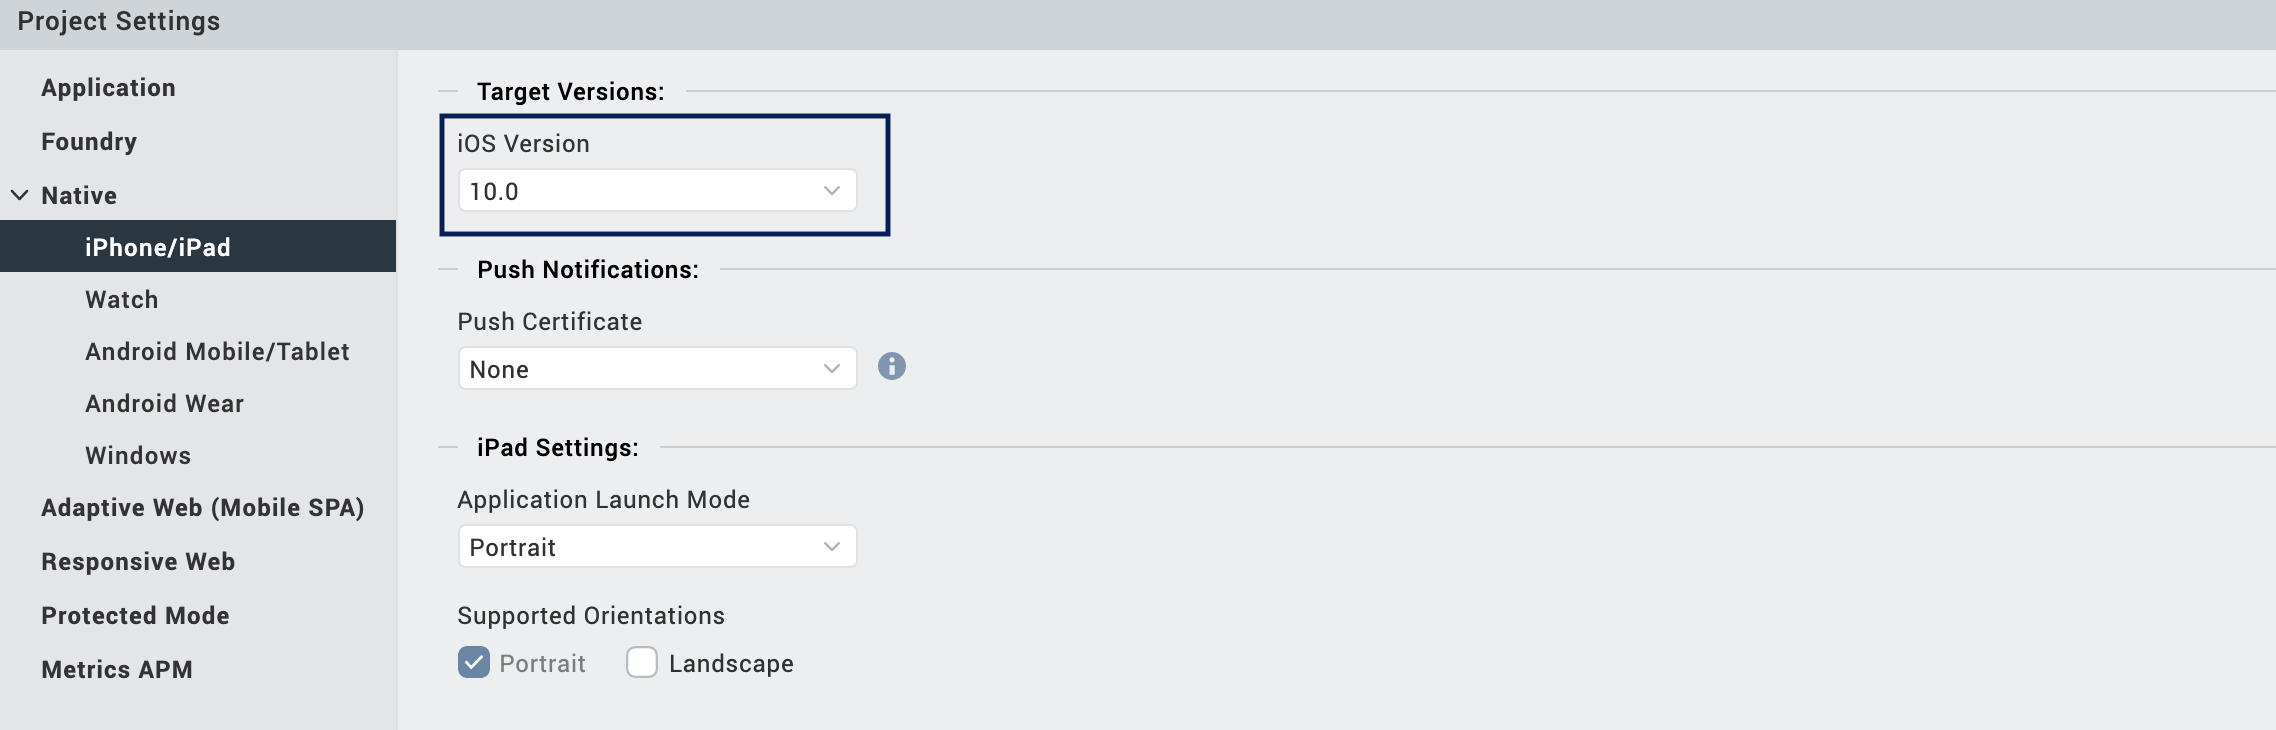 Project Settings
Application
Foundry
Native
iPhone/iPad
Watch
Android Mobile/Tablet
Android Wear
Windows
Adaptive Web (Mobile SPA)
Responsive Web
Protected Mode
Metrics APM
Target Versions:
iOS Version
10.0
Push Notifications:
Push Certificate
None
iPad Settings:
Application Launch Mode
Portrait
Supported Orientations
Portrait Landscape